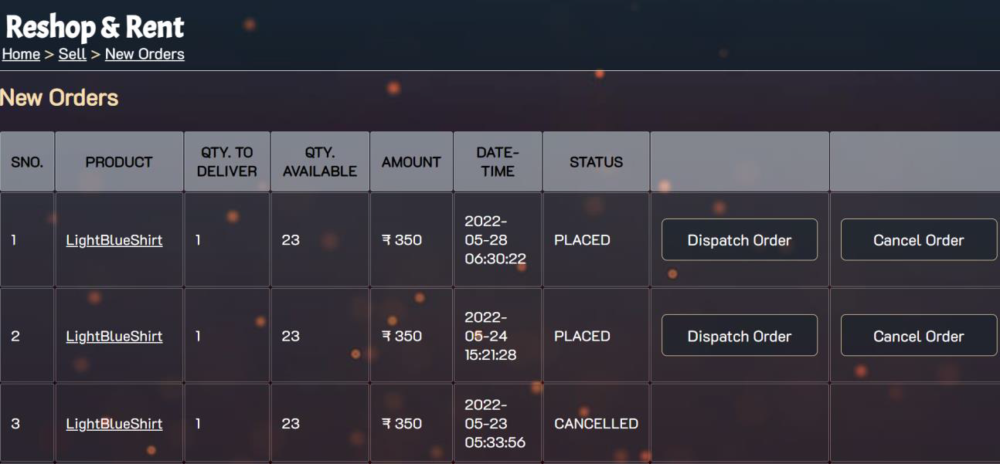 Reshop & Rent
Home > Sell > New Orders
New Orders
SNO. PRODUCT QTY. TO DELIVER QTY. AVAILABLE AMOUNT DATE-TIME STATUS
1 LightBlueShirt 1 23 ₹ 350 2022-05-28 06:30:22 PLACED Dispatch Order Cancel Order
2 LightBlueShirt 1 23 ₹ 350 2022-05-24 15:21:28 PLACED Dispatch Order Cancel Order
3 LightBlueShirt 1 23 ₹ 350 2022-05-23 05:33:56 CANCELLED